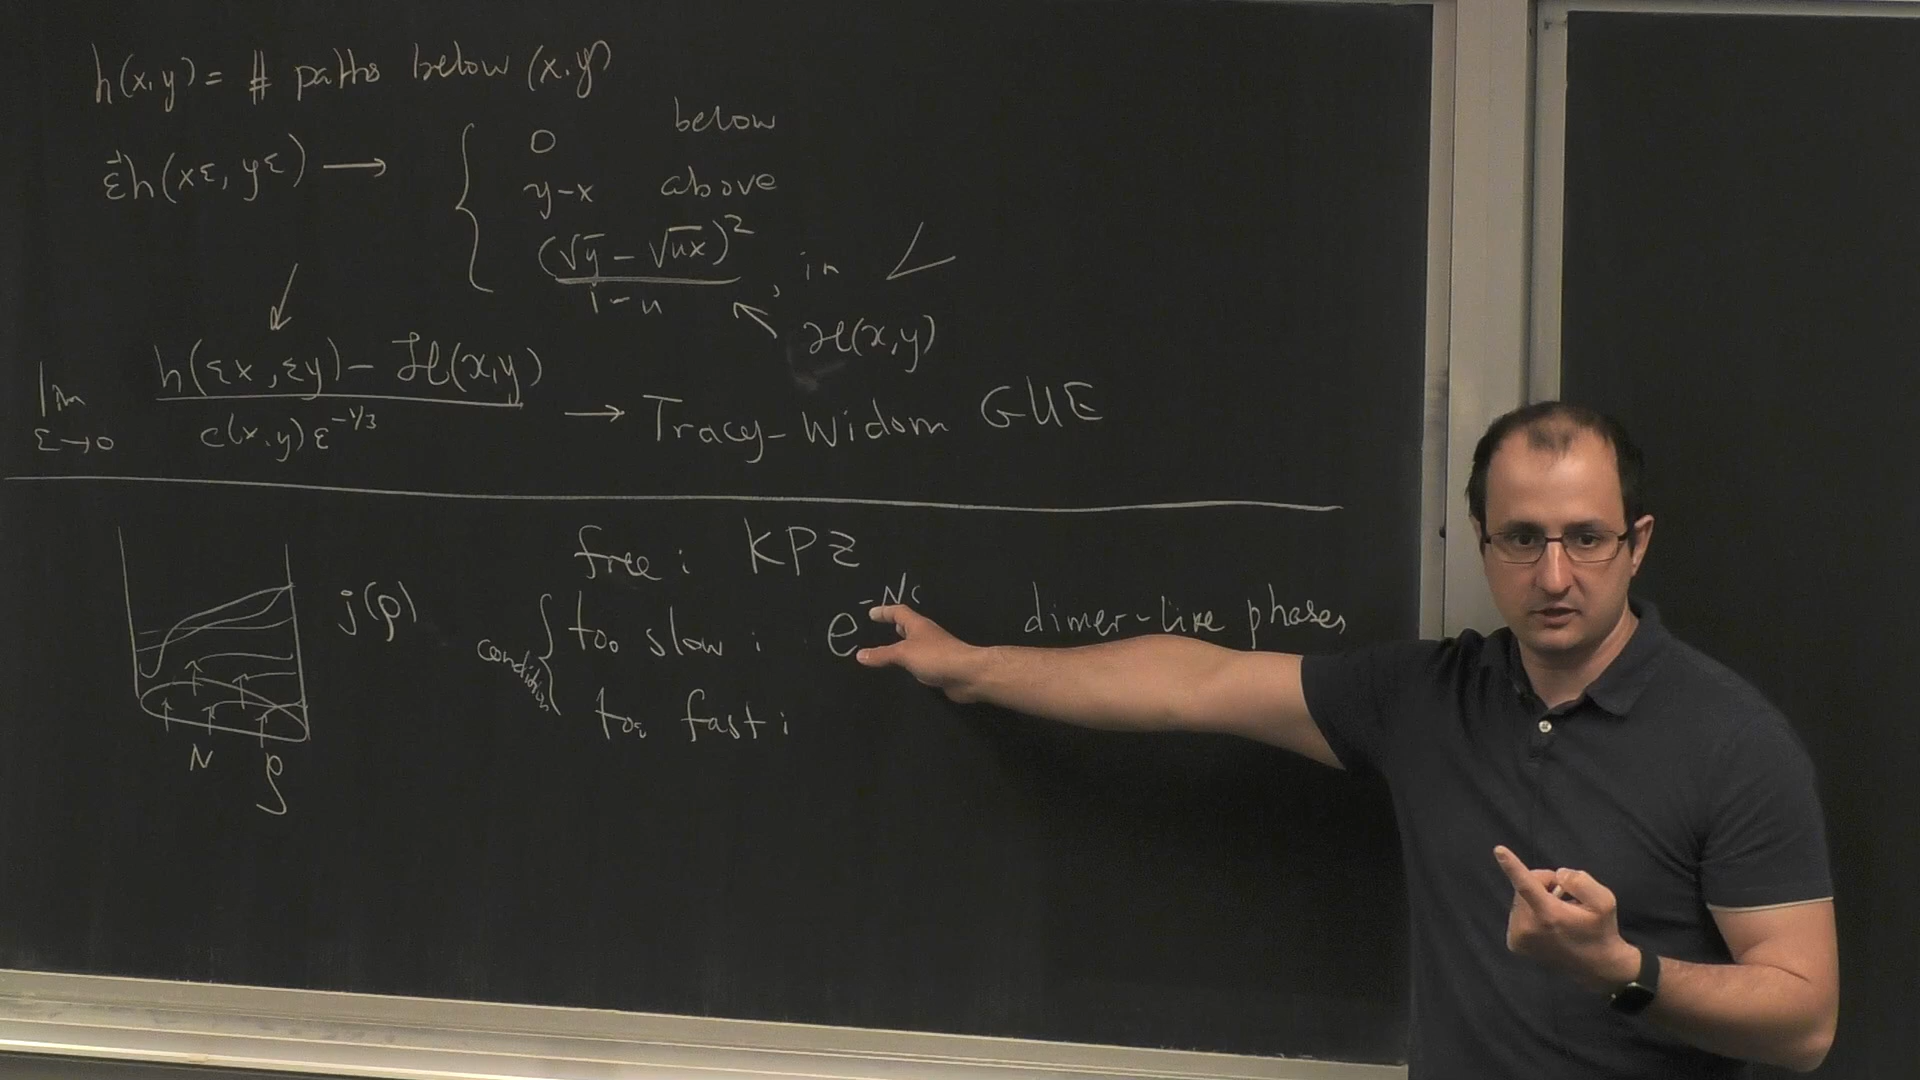 h(x,y) = # paths below (x,y)
εh(xε, yε) → { 0 below
y-x above
(√y - √ux)² / 1-u , in ∠
ℋ(x,y)
lim ε→0 h(εx, εy) - ℋ(x,y) / c(x,y) ε^{-1/3} → Tracy-Widom GUE
free: KPZ
j(ρ)
condition { too slow: e^{-N dimer-like phases
too fast:
N ρ